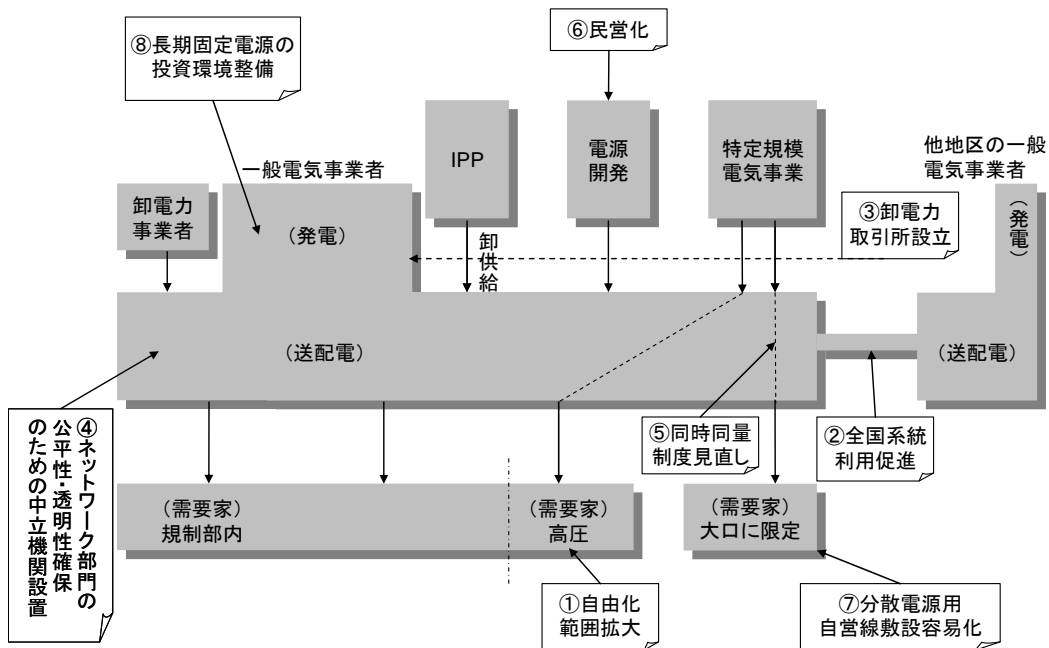 ⑧長期固定電源の
投資環境整備
⑥民営化
一般電気事業者
IPP
電源
開発
特定規模
電気事業
他地区の一般
電気事業者
卸電力
事業者
（発電）
卸供給
③卸電力
取引所設立
（発電）
（送配電）
（送配電）
④ネットワーク部門の
公平性・透明性確保
のための中立機関設置
⑤同時同量
制度見直し
②全国系統
利用促進
（需要家）
規制部内
（需要家）
高圧
（需要家）
大口に限定
①自由化
範囲拡大
⑦分散電源用
自営線敷設容易化